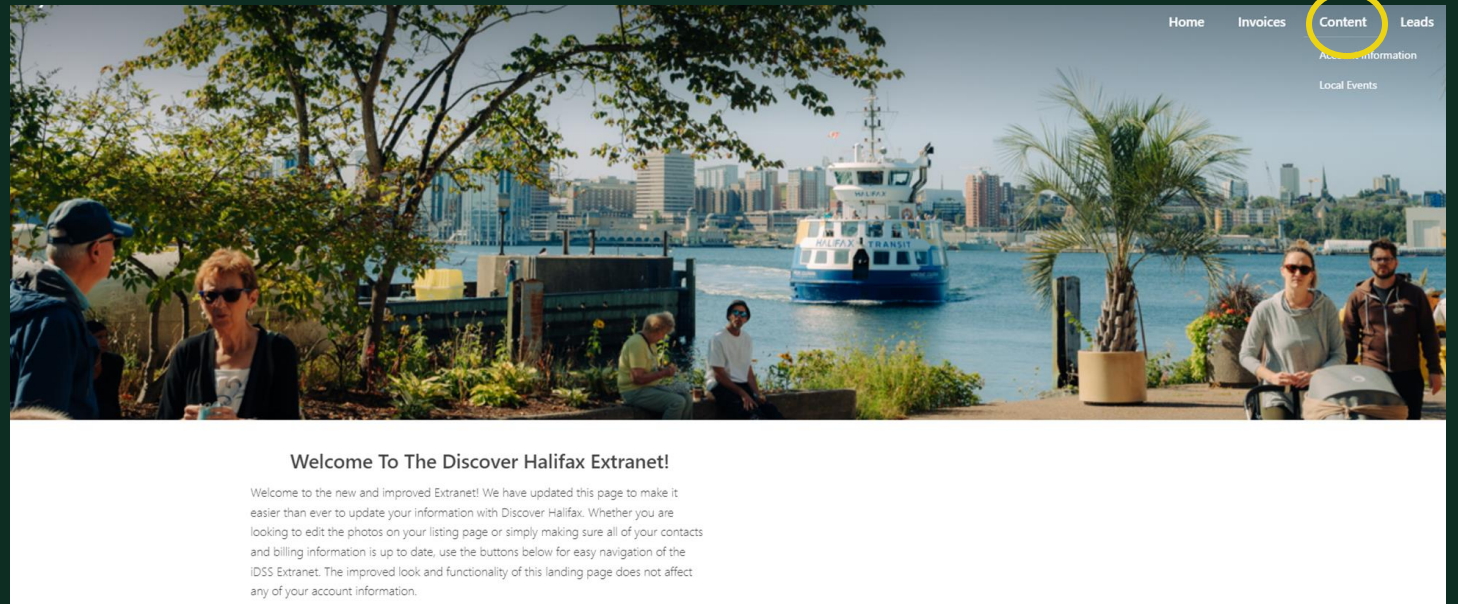 Home Invoices Content Leads
Account Information
Local Events
HALIFAX
HALIFAX TRANSIT
Welcome To The Discover Halifax Extranet!
Welcome to the new and improved Extranet! We have updated this page to make it
easier than ever to update your information with Discover Halifax. Whether you are
looking to edit the photos on your listing page or simply making sure all of your contacts
and billing information is up to date, use the buttons below for easy navigation of the
iDSS Extranet. The improved look and functionality of this landing page does not affect
any of your account information.